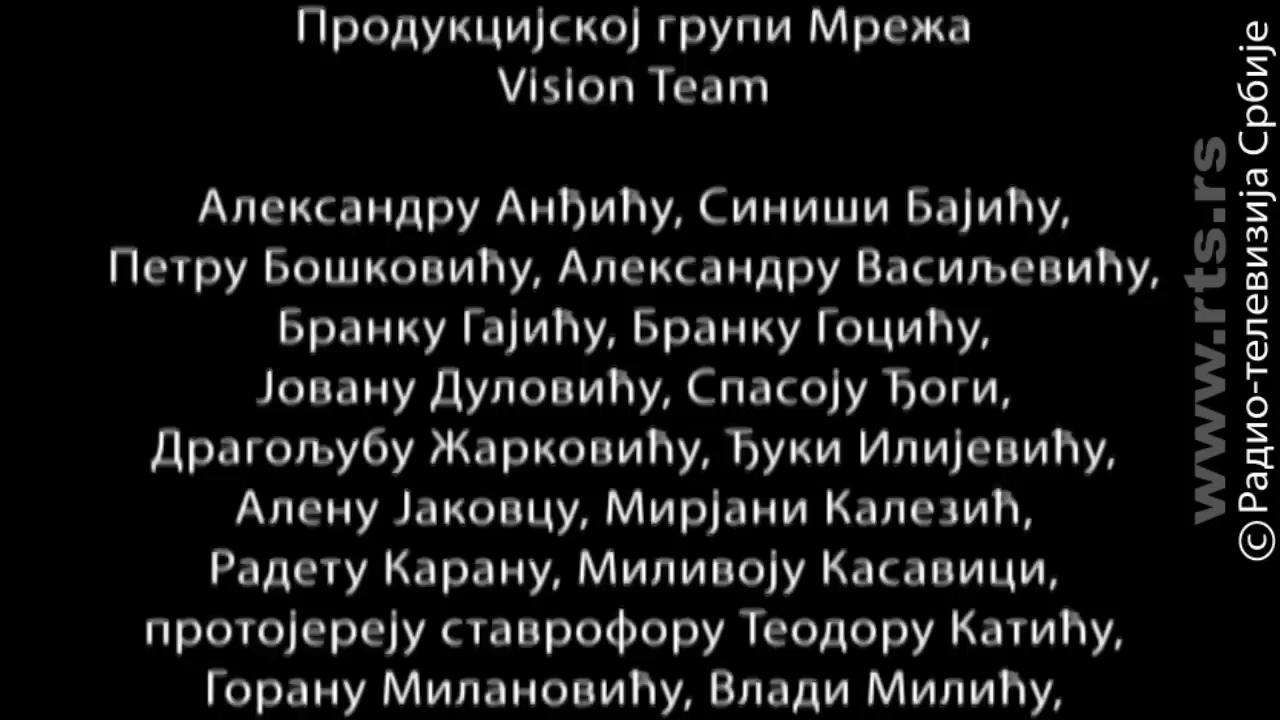 Продукцијској групи Мрежа
Vision Team
Александру Анђићу, Синиши Бајићу,
Петру Бошковићу, Александру Васиљевићу,
Бранку Гајићу, Бранку Гоцићу,
Јовану Дуловићу, Спасоју Ђоги,
Драгољубу Жарковићу, Ђуки Илијевићу,
Алену Јаковцу, Мирјани Калезић,
Радету Карану, Миливоју Касавици,
протојереју ставрофору Теодору Катићу,
Горану Милановићу, Влади Милићу,
www.rts.rs
©Радио-телевизија Србије